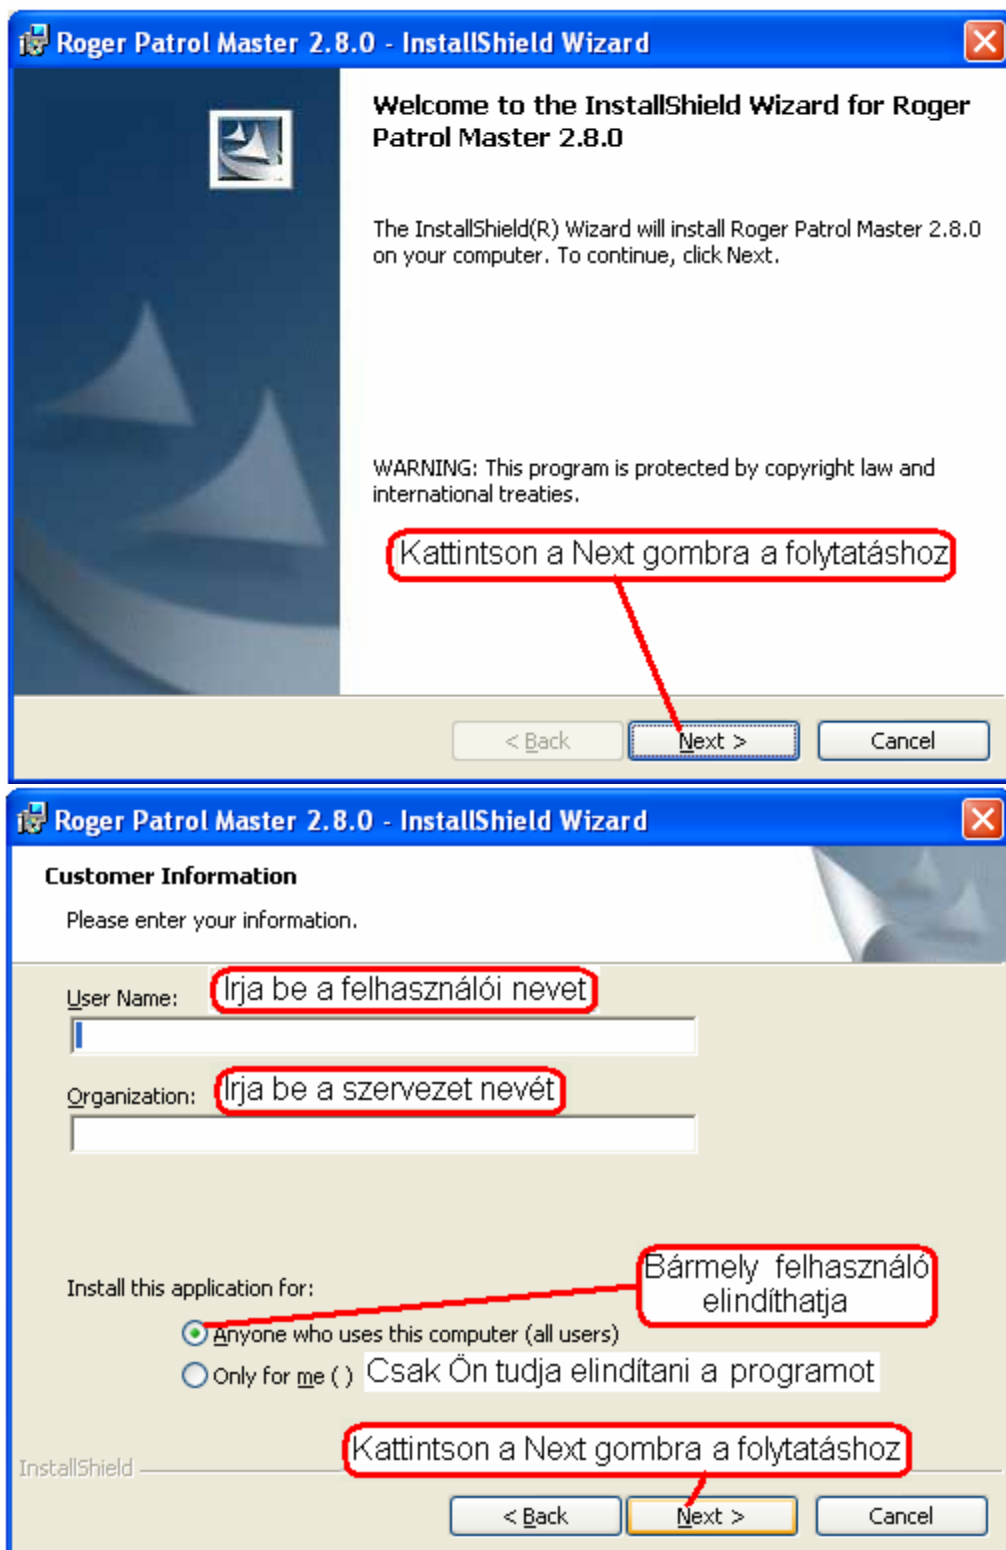 Roger Patrol Master 2.8.0 - InstallShield Wizard
Welcome to the InstallShield Wizard for Roger
Patrol Master 2.8.0
The InstallShield(R) Wizard will install Roger Patrol Master 2.8.0
on your computer. To continue, click Next.
WARNING: This program is protected by copyright law and
international treaties.
Kattintson a Next gombra a folytatáshoz
< Back
Next >
Cancel
Roger Patrol Master 2.8.0 - InstallShield Wizard
Customer Information
Please enter your information.
User Name:
Irja be a felhasználói nevet
Organization:
Irja be a szervezet nevét
Install this application for:
Bármely felhasználó
elindíthatja
Anyone who uses this computer (all users)
Only for me ( )
Csak Ön tudja elindítani a programot
Kattintson a Next gombra a folytatáshoz
InstallShield
< Back
Next >
Cancel